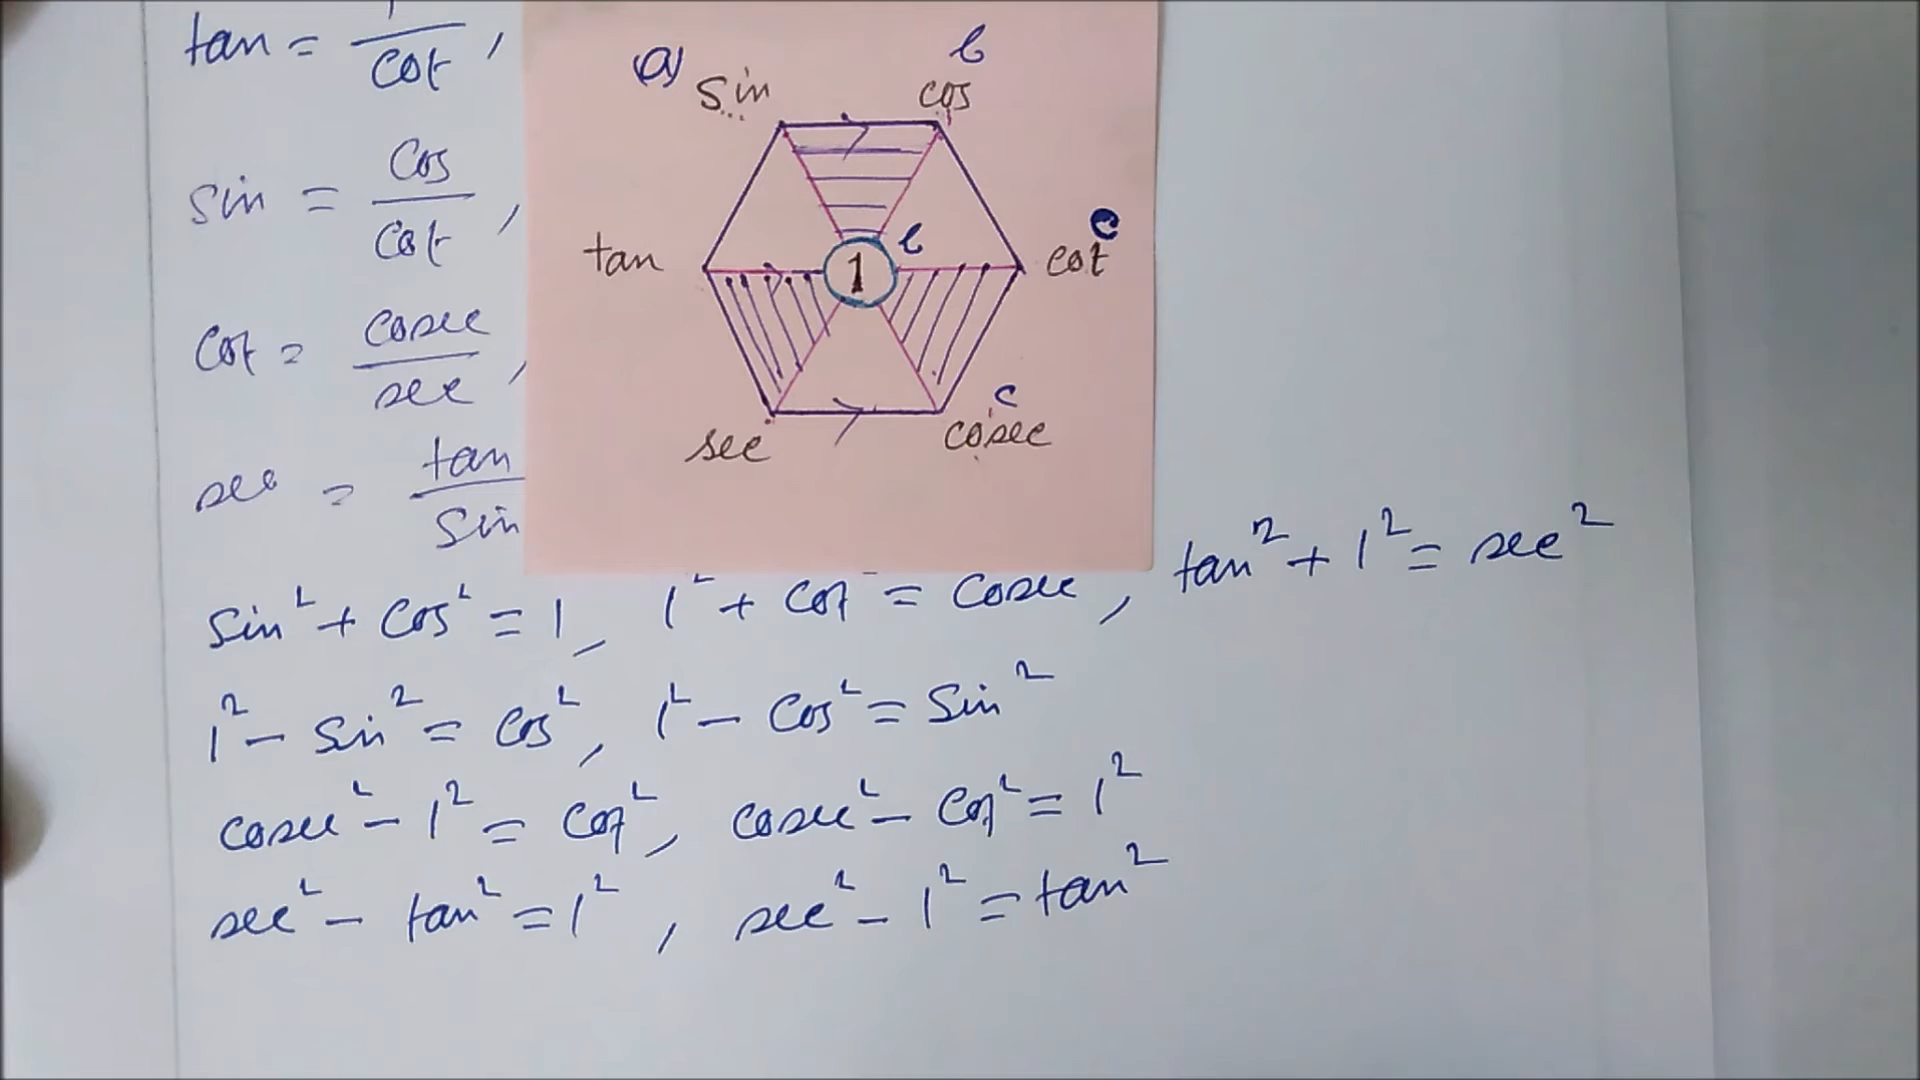 tan = 1/cot ,
sin = cos/cot ,
cot = cosec/sec ,
sec = tan/sin
a) b
sin cos
tan 1 b cot c
c
sec cosec
sin² + cos² = 1 , 1² + cot² = cosec , tan² + 1² = sec²
1² - sin² = cos² , 1² - cos² = sin²
cosec² - 1² = cot² , cosec² - cot² = 1²
sec² - tan² = 1² , sec² - 1² = tan²